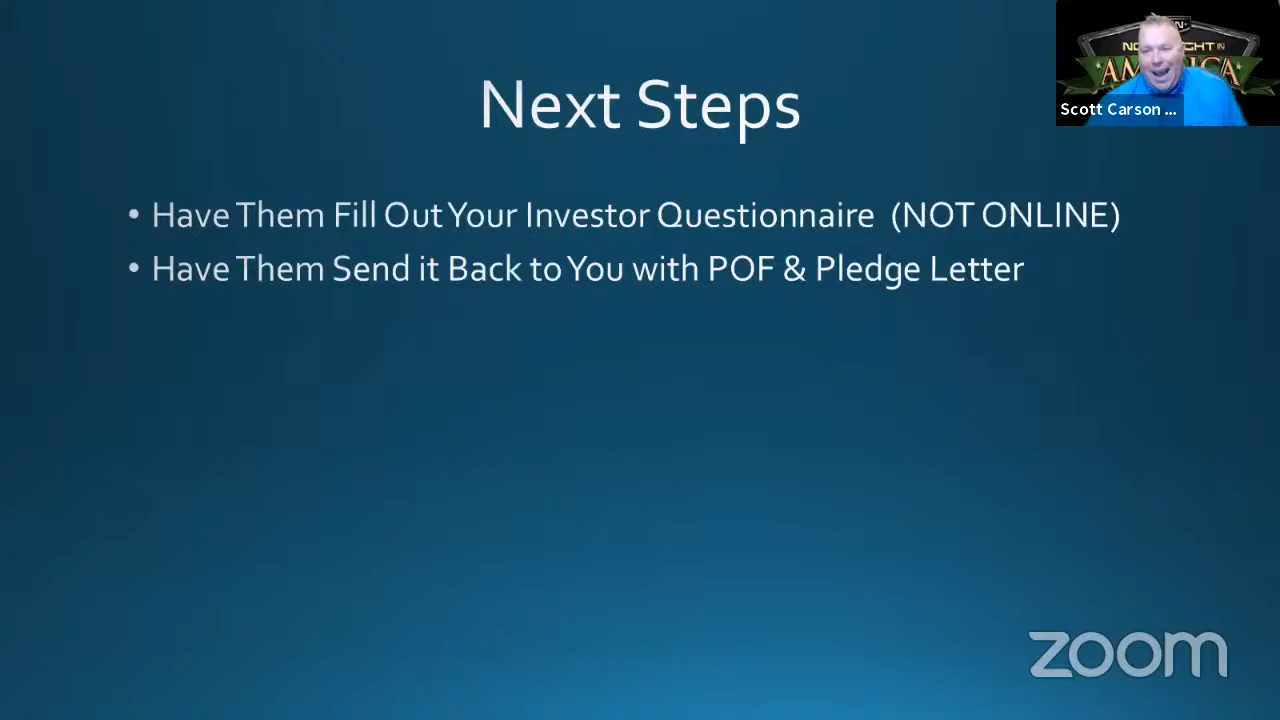 Next Steps
• Have Them Fill Out Your Investor Questionnaire (NOT ONLINE)
• Have Them Send it Back to You with POF & Pledge Letter
Scott Carson ...
zoom